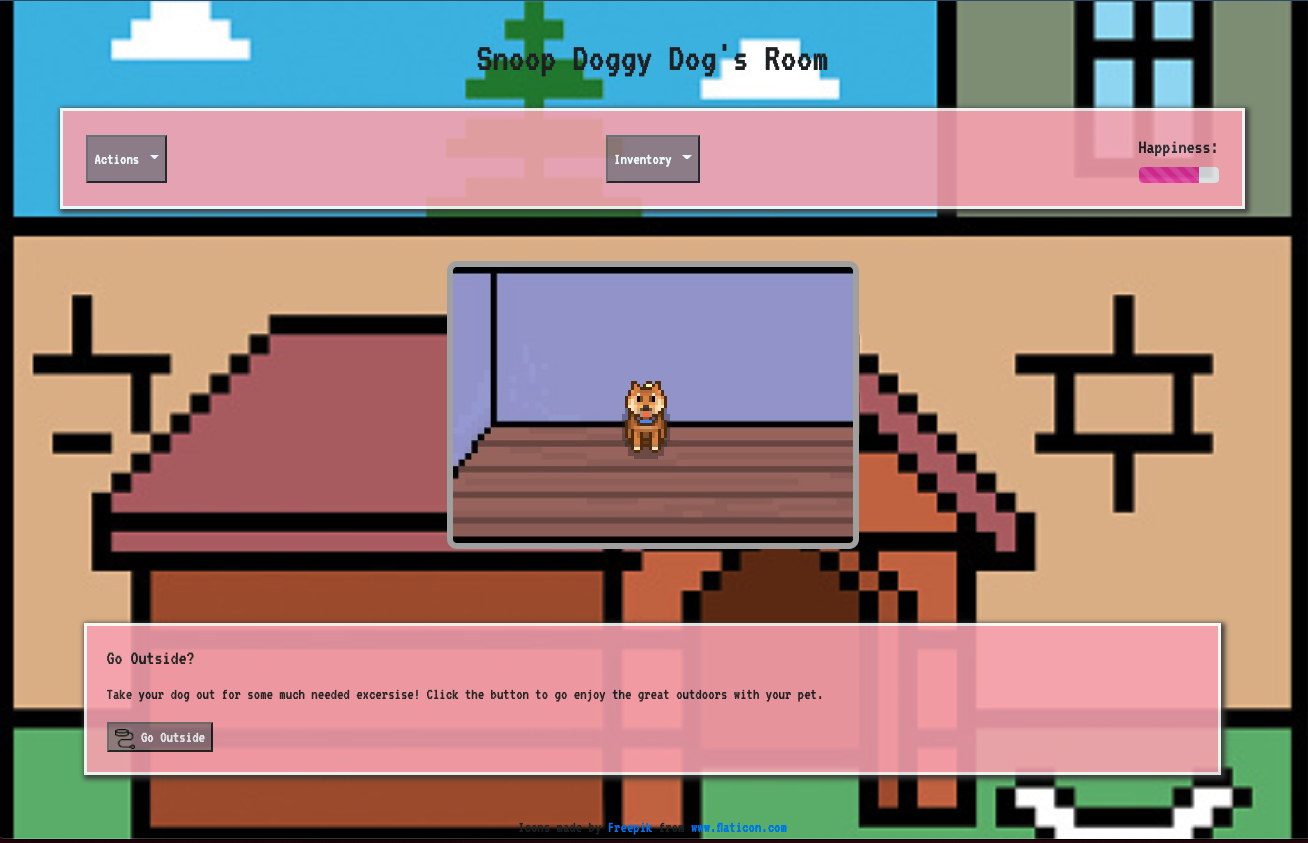 Snoop Doggy Dog's Room
Actions
Inventory
Happiness:
Go Outside?
Take your dog out for some much needed excersise! Click the button to go enjoy the great outdoors with your pet.
Go Outside
Icons made by Freepik from www.flaticon.com